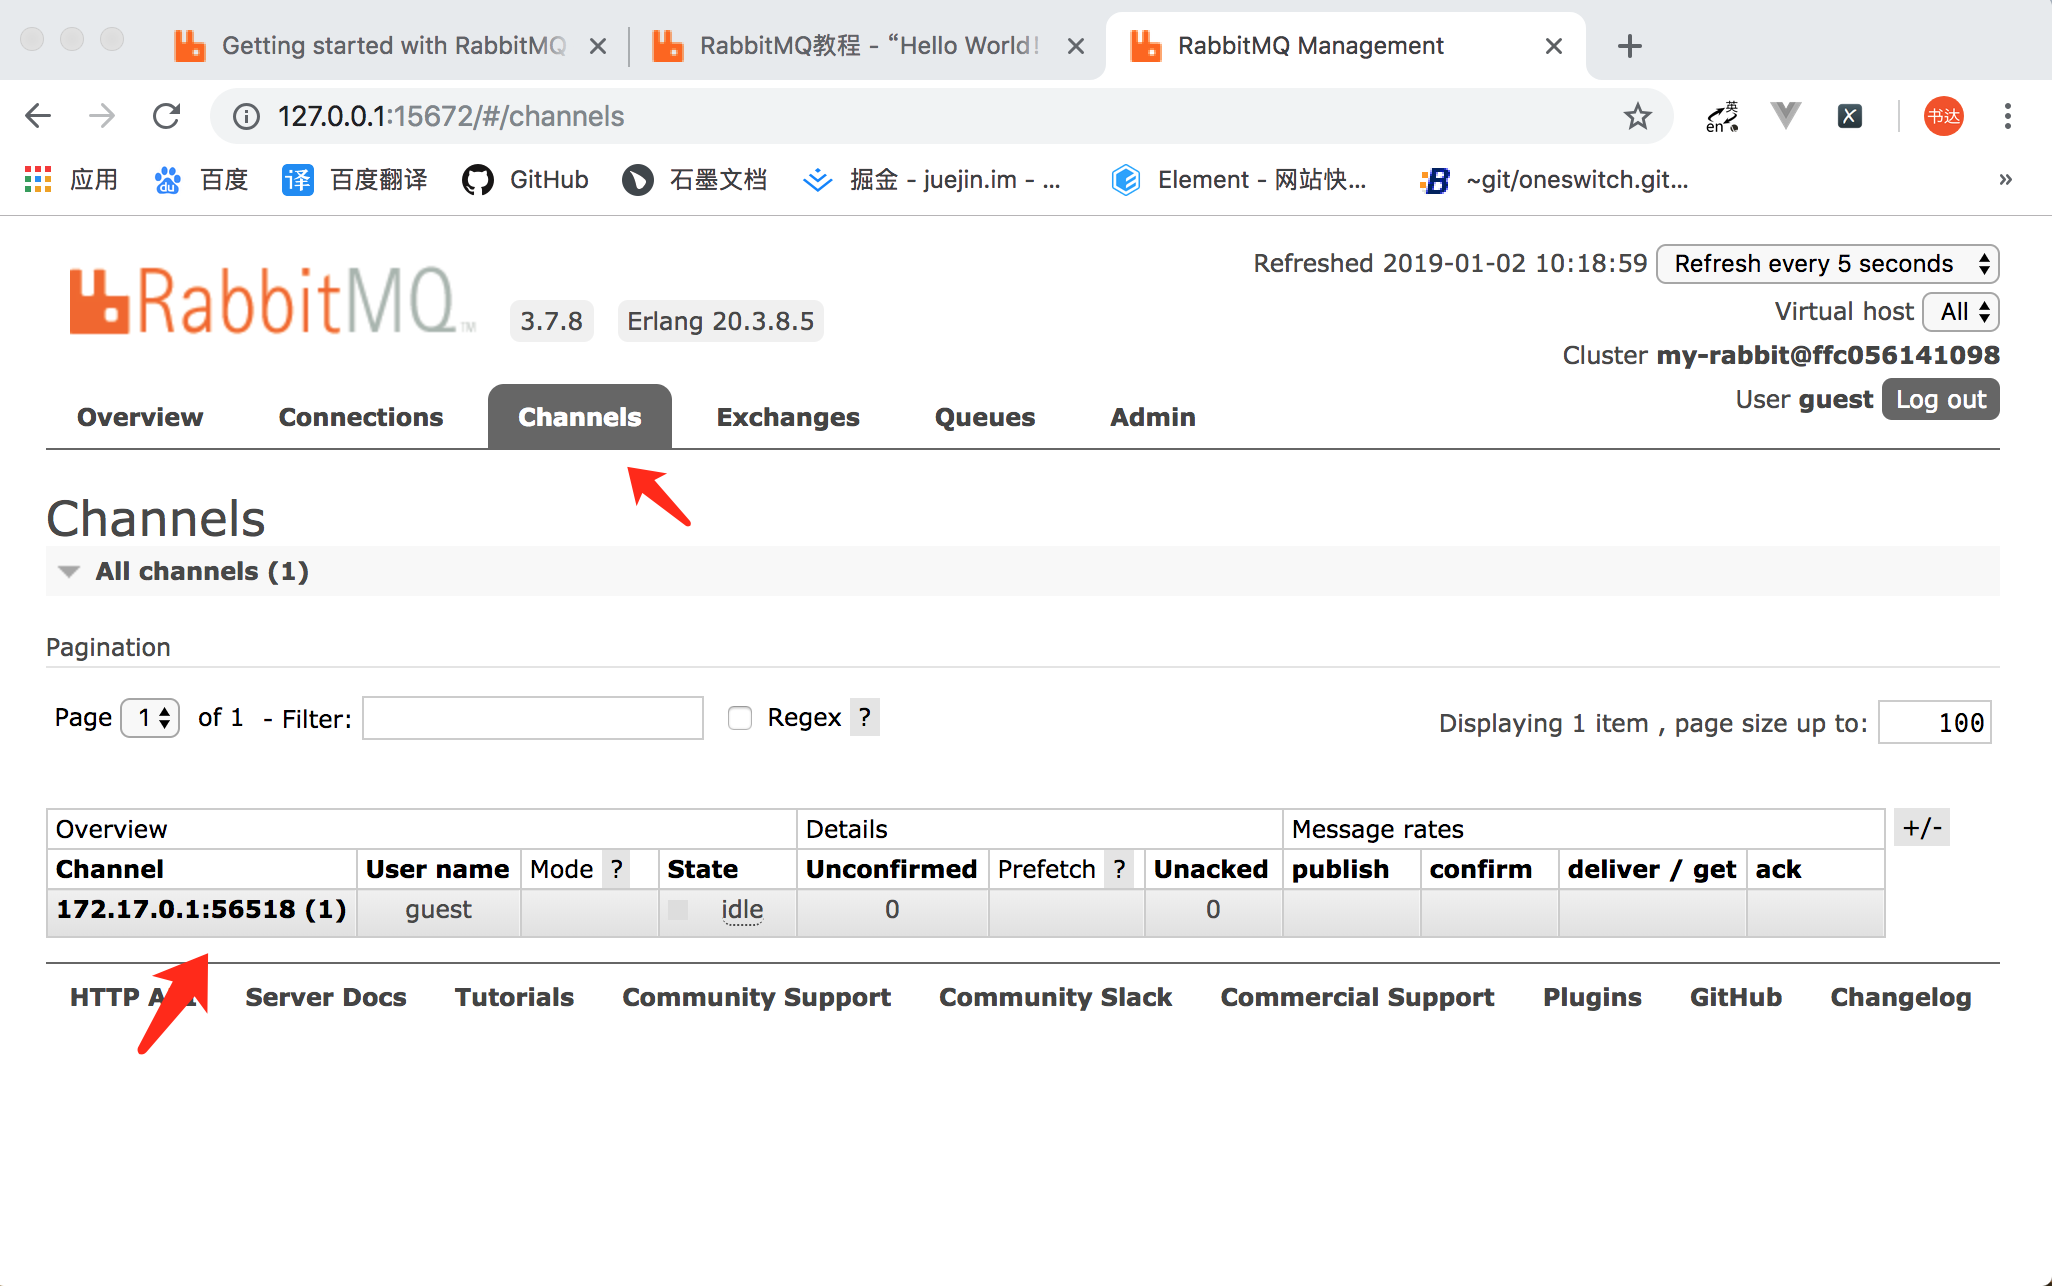 Getting started with RabbitMQ
RabbitMQ教程 - “Hello World!
RabbitMQ Management
127.0.0.1:15672/#/channels
英
en
书达
应用
百度
译 百度翻译
GitHub
石墨文档
掘金 - juejin.im - ...
Element - 网站快...
~git/oneswitch.git...
»
RabbitMQ TM
3.7.8
Erlang 20.3.8.5
Refreshed 2019-01-02 10:18:59 Refresh every 5 seconds
Virtual host All
Cluster my-rabbit@ffc056141098
User guest Log out
Overview Connections Channels Exchanges Queues Admin
Channels
All channels (1)
Pagination
Page 1 of 1 - Filter: Regex ?
Displaying 1 item , page size up to: 100
Overview Details Message rates +/-
Channel User name Mode ? State Unconfirmed Prefetch ? Unacked publish confirm deliver / get ack
172.17.0.1:56518 (1) guest idle 0 0
HTTP Server Docs Tutorials Community Support Community Slack Commercial Support Plugins GitHub Changelog